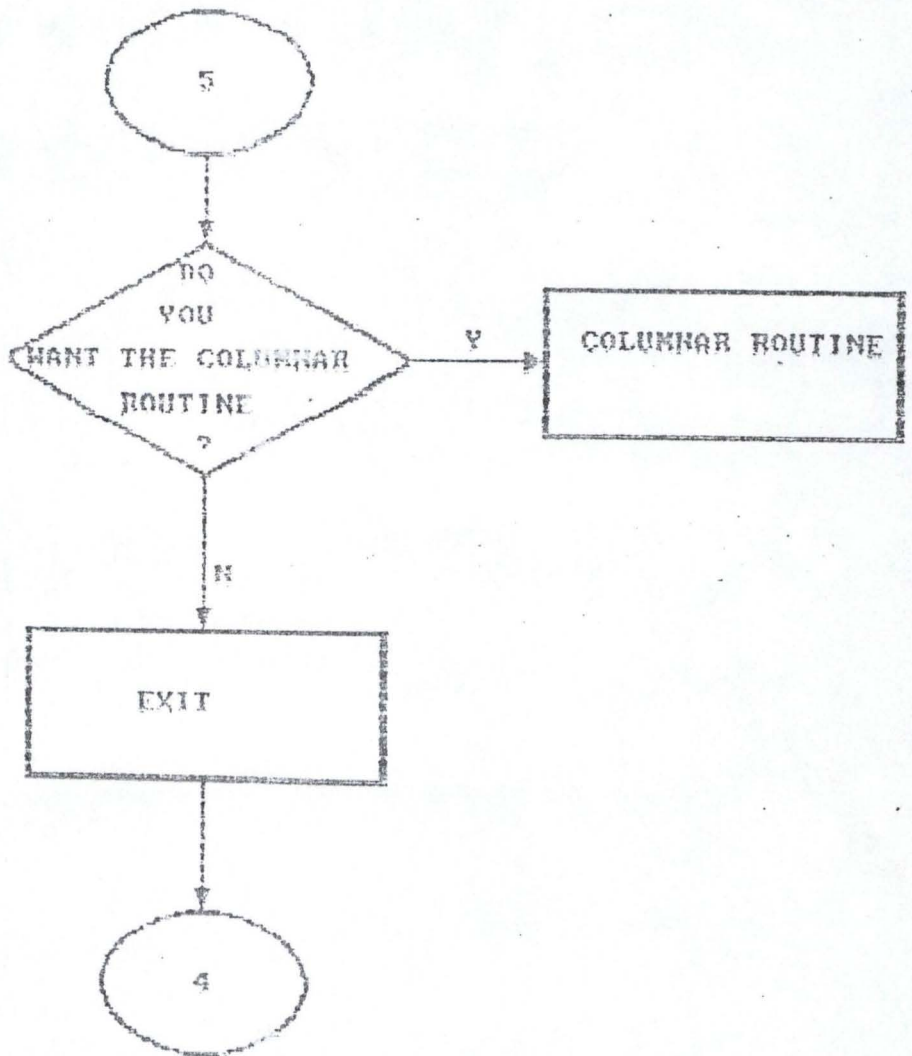 5
DO
YOU
WANT THE COLUMNAR
ROUTINE
?
Y
COLUMNAR ROUTINE
N
EXIT
4